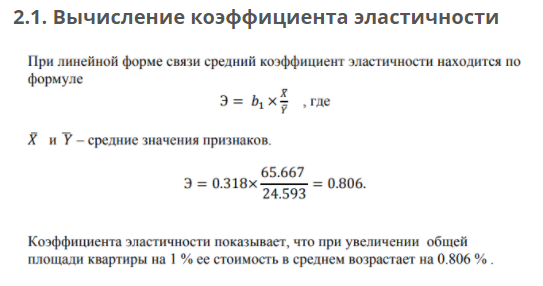 2.1. Вычисление коэффициента эластичности
При линейной форме связи средний коэффициент эластичности находится по
формуле
Э = b₁ × X̄/Ȳ , где
X̄ и Ȳ – средние значения признаков.
Э = 0.318× 65.667/24.593 = 0.806.
Коэффициента эластичности показывает, что при увеличении общей
площади квартиры на 1 % ее стоимость в среднем возрастает на 0.806 % .